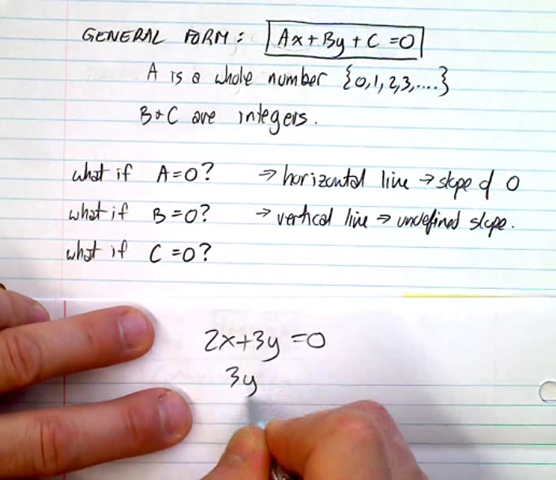 GENERAL FORM: Ax+By+C=0
A is a whole number {0,1,2,3,....}
B+C are integers.
what if A=0? → horizontal line → slope of 0
what if B=0? → vertical line → undefined slope.
what if C=0?
2x+3y=0
3y